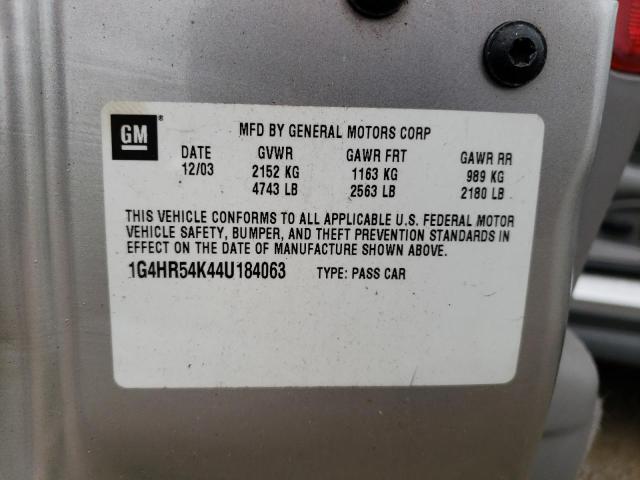 GM
MFD BY GENERAL MOTORS CORP
DATE GVWR GAWR FRT GAWR RR
12/03 2152 KG 1163 KG 989 KG
4743 LB 2563 LB 2180 LB
THIS VEHICLE CONFORMS TO ALL APPLICABLE U.S. FEDERAL MOTOR
VEHICLE SAFETY, BUMPER, AND THEFT PREVENTION STANDARDS IN
EFFECT ON THE DATE OF MANUFACTURE SHOWN ABOVE.
1G4HR54K44U184063 TYPE: PASS CAR